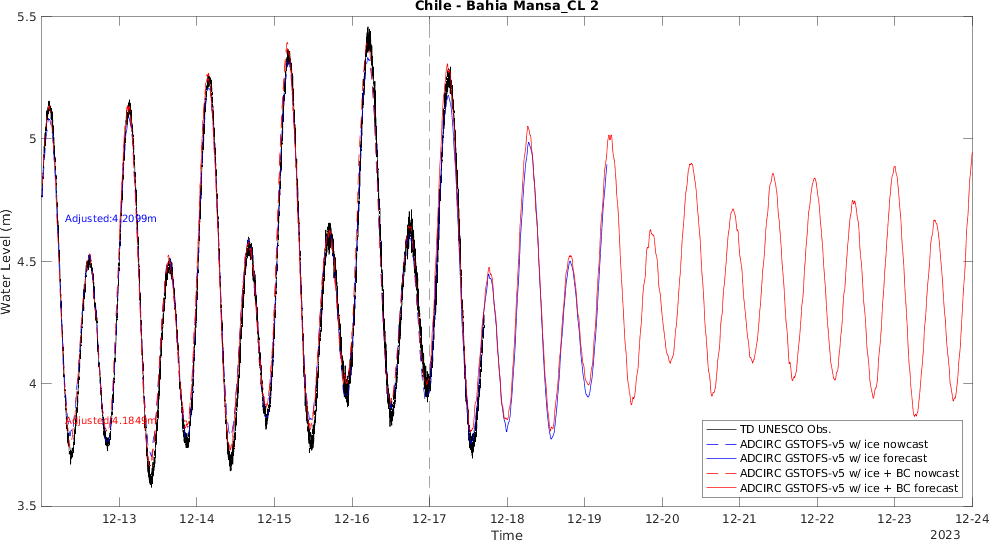 Chile - Bahia Mansa_CL 2
5.5
5
4.5
4
3.5
Water Level (m)
Adjusted:4.2099m
Adjusted:4.1849m
TD UNESCO Obs.
ADCIRC GSTOFS-v5 w/ ice nowcast
ADCIRC GSTOFS-v5 w/ ice forecast
ADCIRC GSTOFS-v5 w/ ice + BC nowcast
ADCIRC GSTOFS-v5 w/ ice + BC forecast
12-13 12-14 12-15 12-16 12-17 12-18 12-19 12-20 12-21 12-22 12-23 12-24
Time
2023